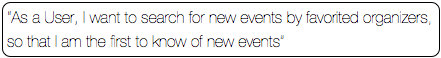 "As a User, I want to search for new events by favorited organizers,
so that I am the first to know of new events"